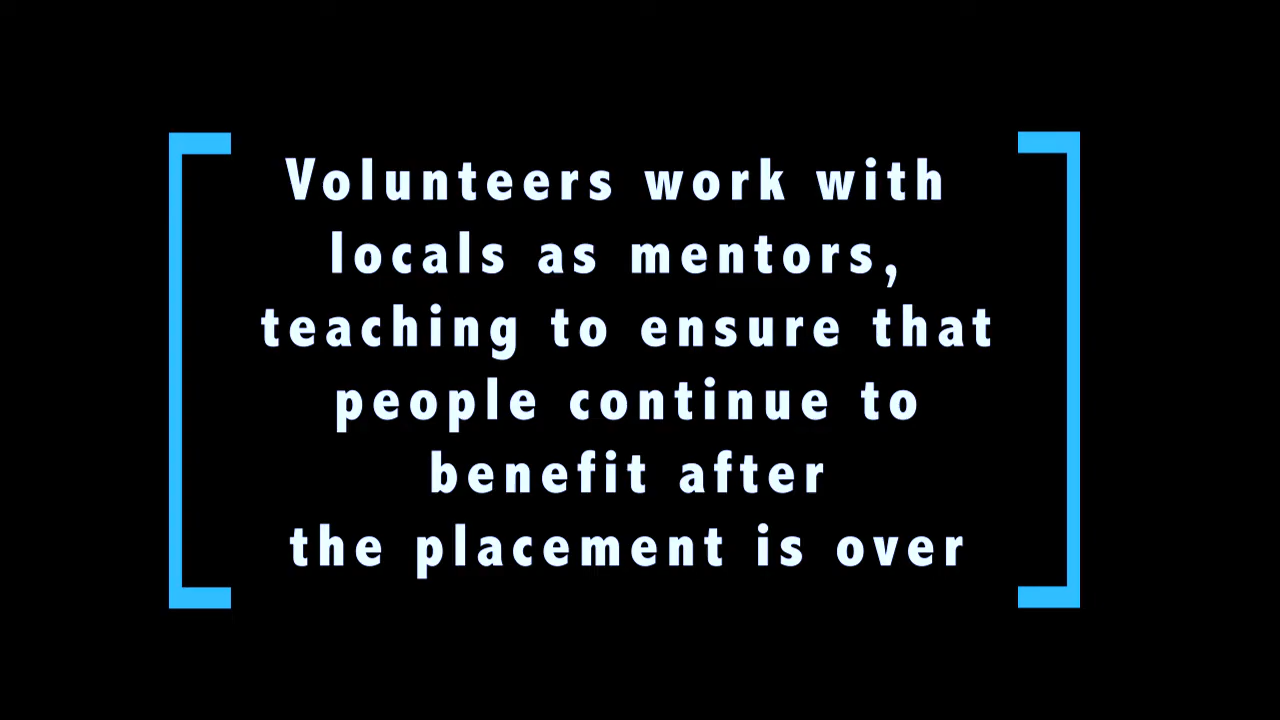 Volunteers work with
locals as mentors,
teaching to ensure that
people continue to
benefit after
the placement is over